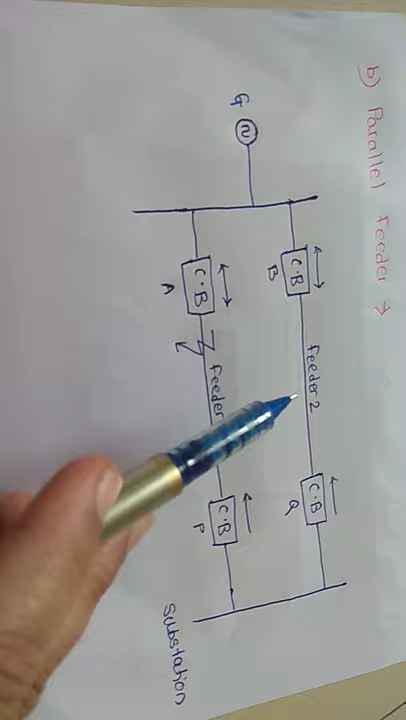 b) Parallel Feeder →
G
C.B
B
Feeder 2
C.B
Q
C.B
A
Feeder
C.B
P
Substation